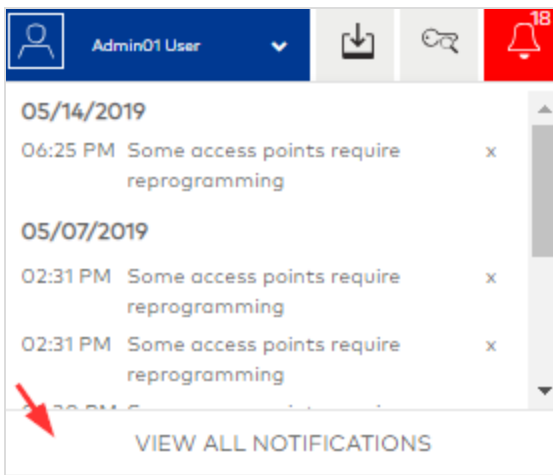 Admin01 User
18
05/14/2019
06:25 PM Some access points require x
reprogramming
05/07/2019
02:31 PM Some access points require x
reprogramming
02:31 PM Some access points require x
reprogramming
PM
VIEW ALL NOTIFICATIONS